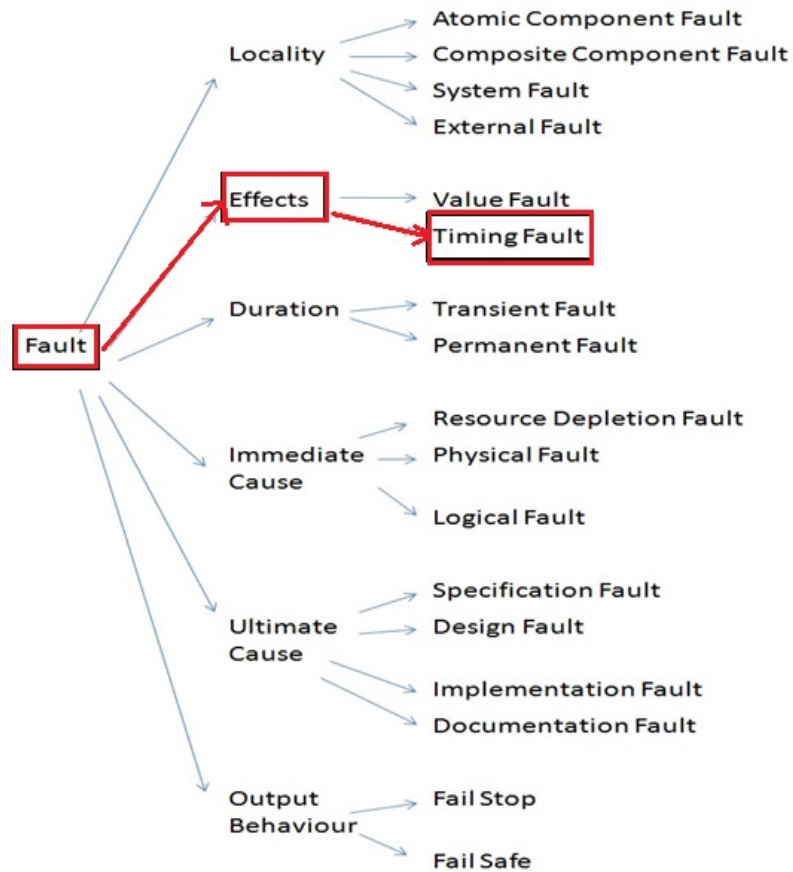 Fault
Locality
Atomic Component Fault
Composite Component Fault
System Fault
External Fault
Effects
Value Fault
Timing Fault
Duration
Transient Fault
Permanent Fault
Immediate
Cause
Resource Depletion Fault
Physical Fault
Logical Fault
Ultimate
Cause
Specification Fault
Design Fault
Implementation Fault
Documentation Fault
Output
Behaviour
Fail Stop
Fail Safe